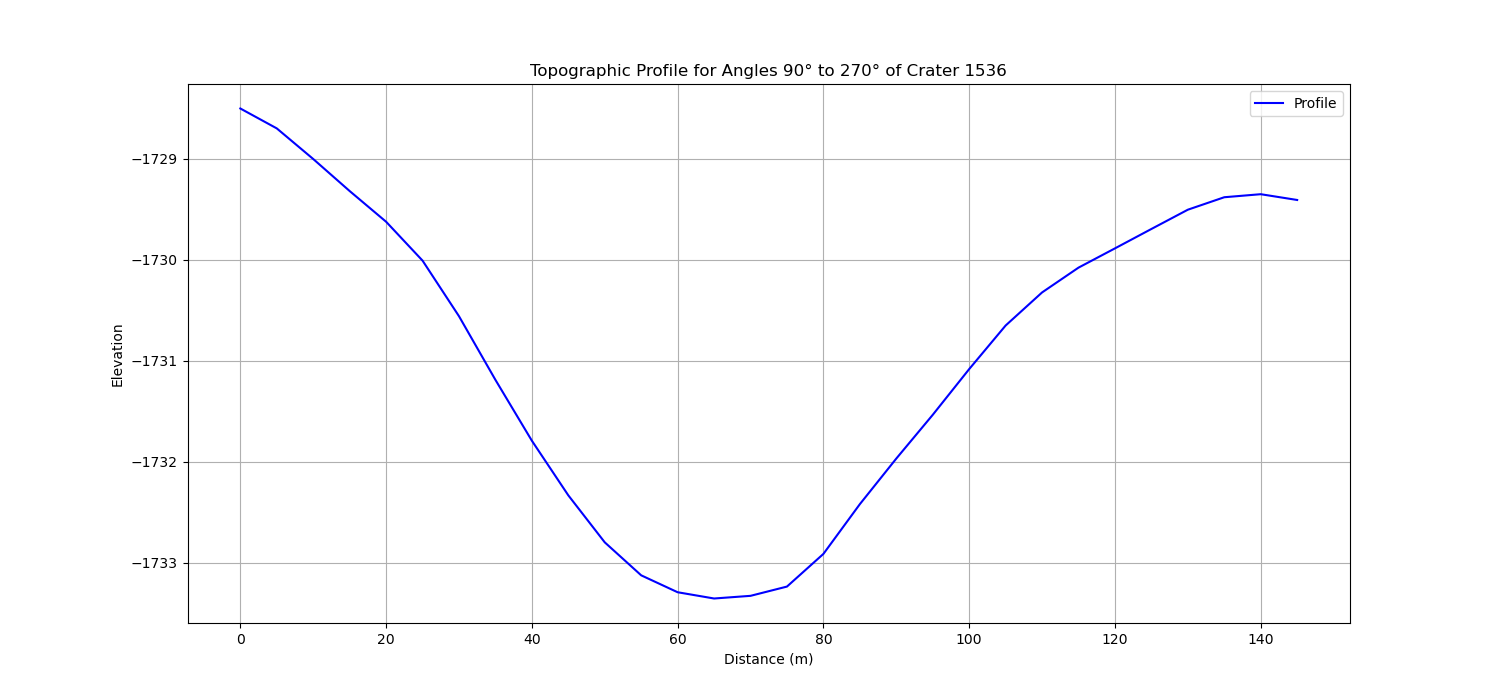 Topographic Profile for Angles 90° to 270° of Crater 1536
Profile
−1729
−1730
−1731
−1732
−1733
Elevation
0 20 40 60 80 100 120 140
Distance (m)